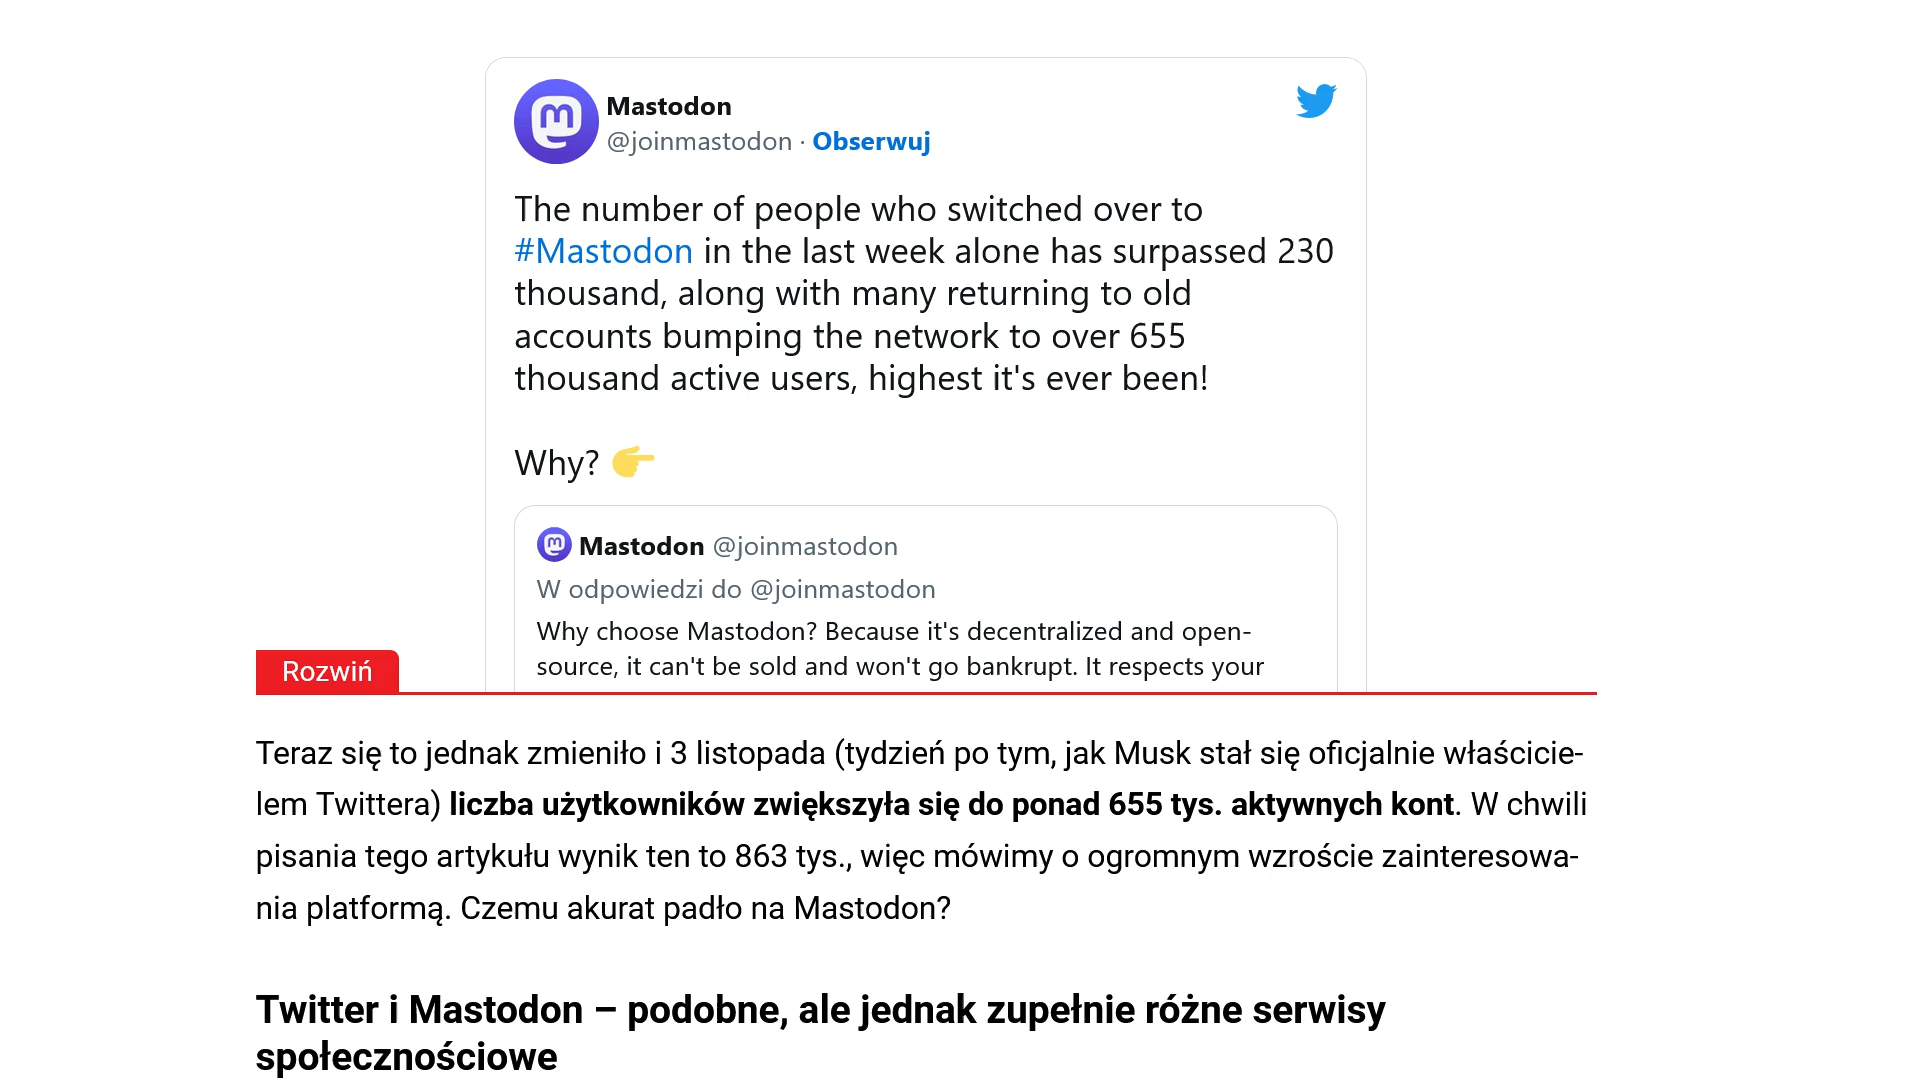 Mastodon
@joinmastodon · Obserwuj
The number of people who switched over to
#Mastodon in the last week alone has surpassed 230
thousand, along with many returning to old
accounts bumping the network to over 655
thousand active users, highest it's ever been!
Why? 👉
Mastodon @joinmastodon
W odpowiedzi do @joinmastodon
Why choose Mastodon? Because it's decentralized and open-
source, it can't be sold and won't go bankrupt. It respects your
Rozwiń
Teraz się to jednak zmieniło i 3 listopada (tydzień po tym, jak Musk stał się oficjalnie właścicie-
lem Twittera) liczba użytkowników zwiększyła się do ponad 655 tys. aktywnych kont. W chwili
pisania tego artykułu wynik ten to 863 tys., więc mówimy o ogromnym wzroście zainteresowa-
nia platformą. Czemu akurat padło na Mastodon?
Twitter i Mastodon – podobne, ale jednak zupełnie różne serwisy
społecznościowe